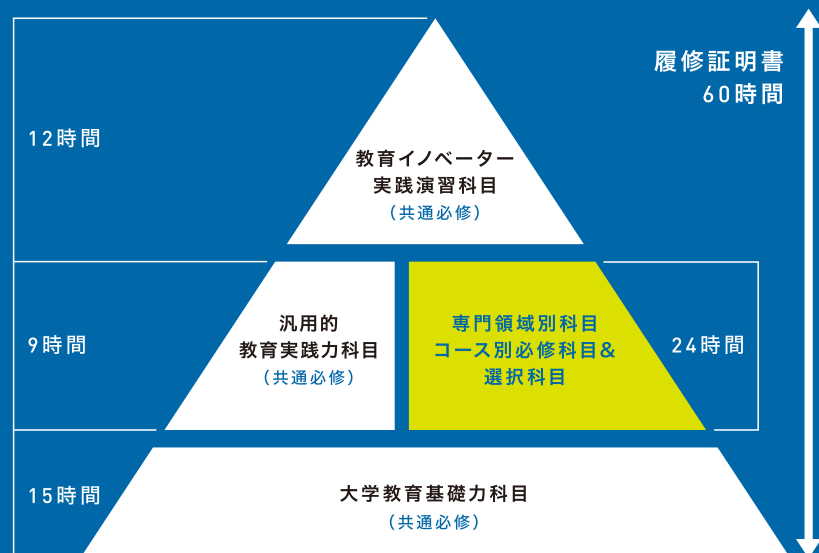 履修証明書
60時間
12時間
教育イノベーター
実践演習科目
(共通必修)
9時間
汎用的
教育実践力科目
(共通必修)
専門領域別科目
コース別必修科目&
選択科目
24時間
15時間
大学教育基礎力科目
(共通必修)